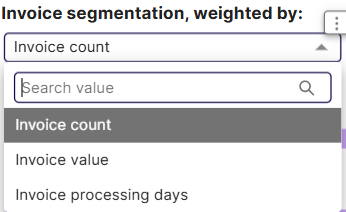 Invoice segmentation, weighted by:
Invoice count
Search value
Invoice count
Invoice value
Invoice processing days